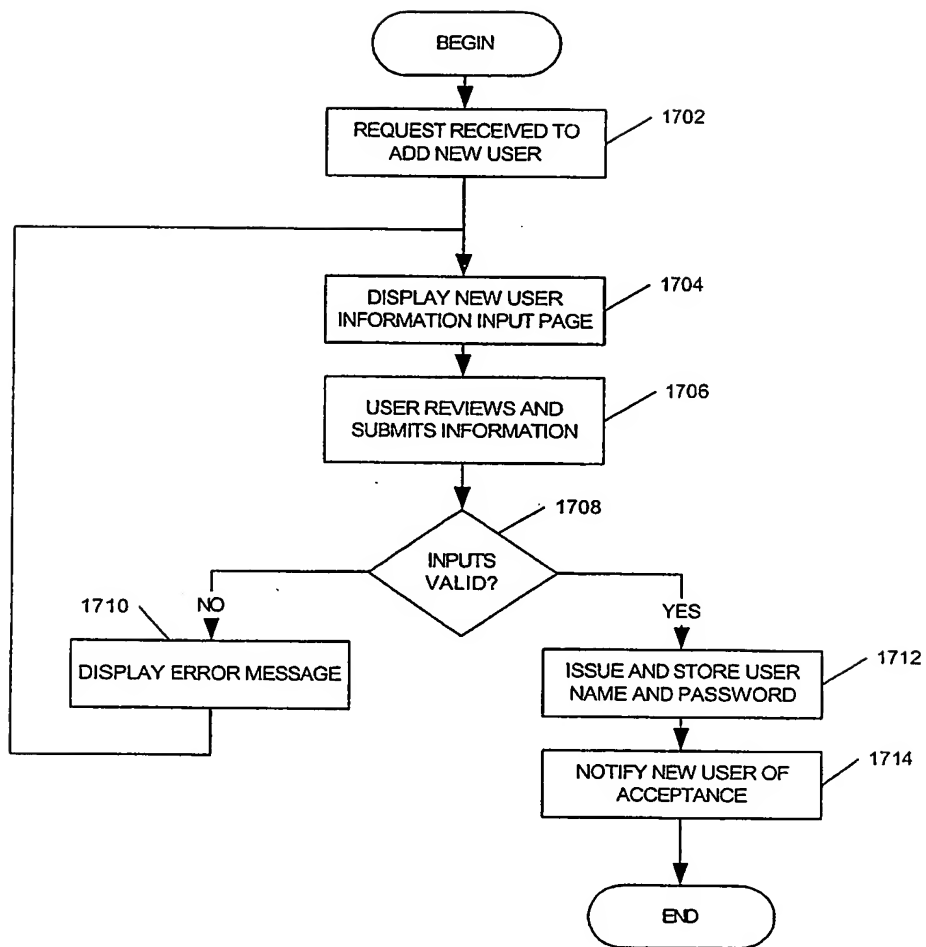 BEGIN
REQUEST RECEIVED TO
ADD NEW USER
1702
DISPLAY NEW USER
INFORMATION INPUT PAGE
1704
USER REVIEWS AND
SUBMITS INFORMATION
1706
INPUTS
VALID?
1708
NO
YES
1710
DISPLAY ERROR MESSAGE
ISSUE AND STORE USER
NAME AND PASSWORD
1712
NOTIFY NEW USER OF
ACCEPTANCE
1714
END